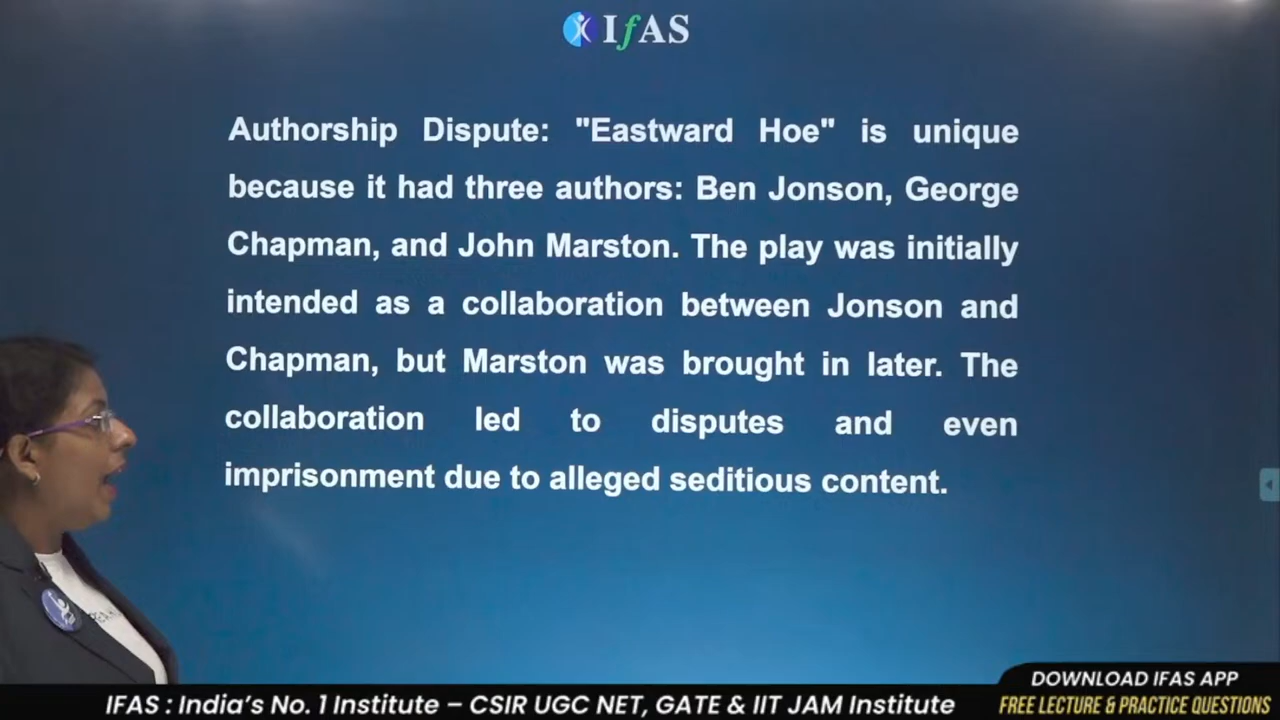 IfAS
Authorship Dispute: "Eastward Hoe" is unique
because it had three authors: Ben Jonson, George
Chapman, and John Marston. The play was initially
intended as a collaboration between Jonson and
Chapman, but Marston was brought in later. The
collaboration led to disputes and even
imprisonment due to alleged seditious content.
DOWNLOAD IFAS APP
IFAS : India's No. 1 Institute – CSIR UGC NET, GATE & IIT JAM Institute
FREE LECTURE & PRACTICE QUESTIONS